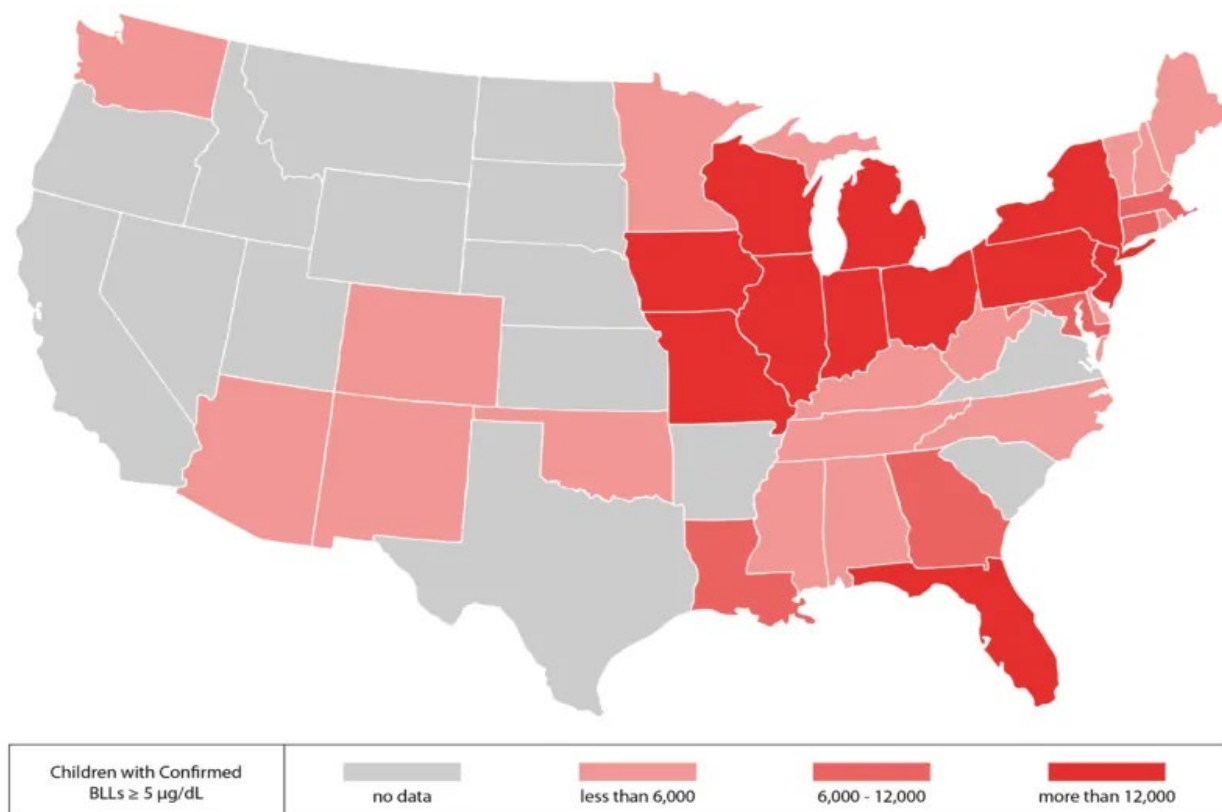 Children with Confirmed
BLLs ≥ 5 µg/dL
no data
less than 6,000
6,000 - 12,000
more than 12,000